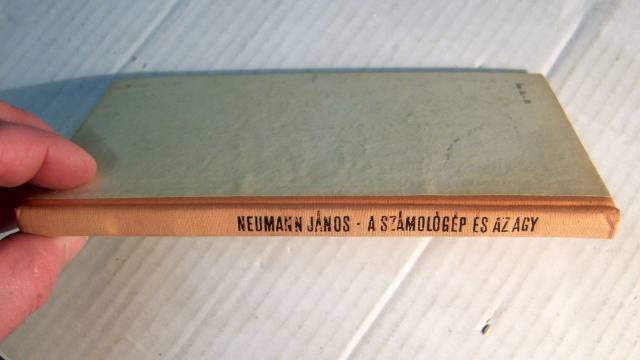 NEUMANN JÁNOS - A SZÁMOLÓGÉP ÉS AZ AGY